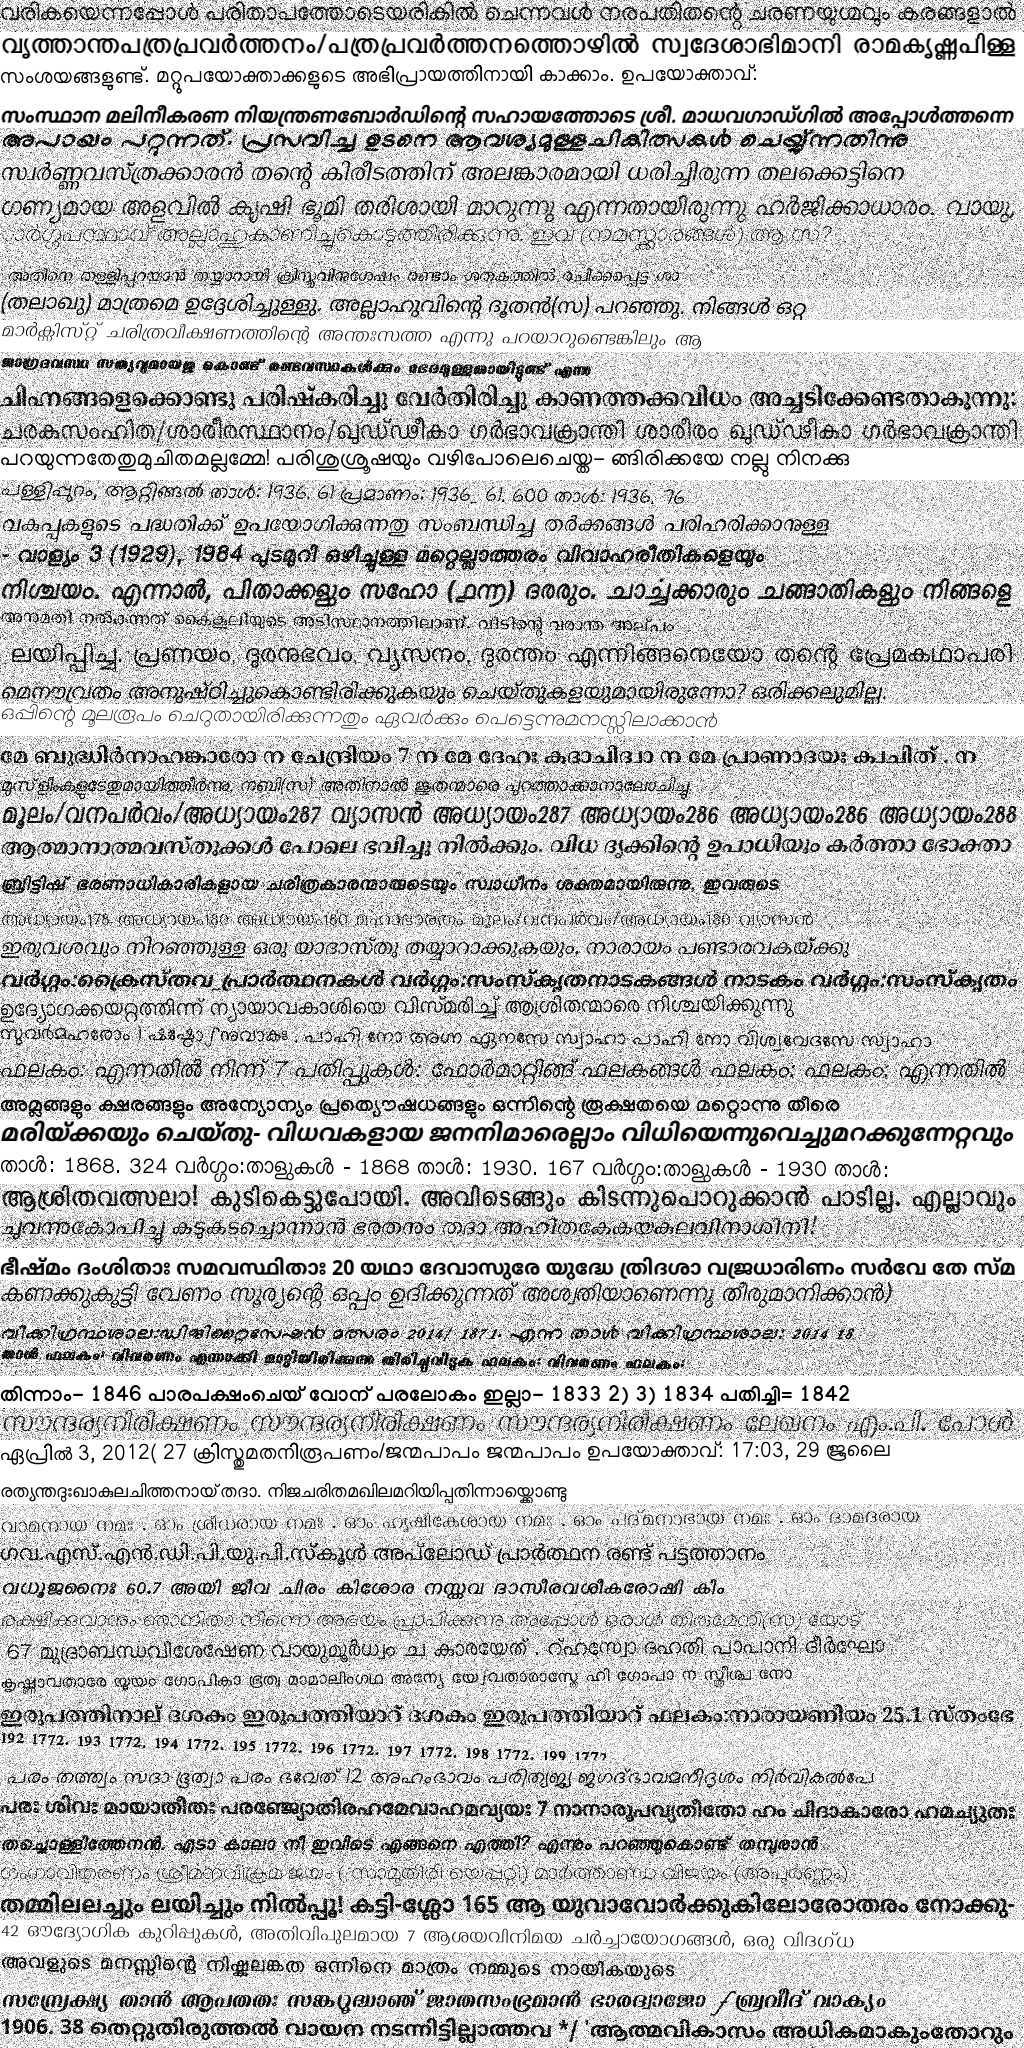 വരികയെന്നപ്പോൾ പരിതാപത്തോടെയരികിൽ ചെന്നവൾ നരപതിതന്റെ ചരണയുഗ്മവും കരങ്ങളാൽ
വൃത്താന്തപത്രപ്രവർത്തനം/പത്രപ്രവർത്തനത്തൊഴിൽ സ്വദേശാഭിമാനി രാമകൃഷ്ണപിള്ള
സംശയങ്ങളുണ്ട്. മറ്റുപയോക്താക്കളുടെ അഭിപ്രായത്തിനായി കാക്കാം. ഉപയോക്താവ്:
സംസ്ഥാന മലിനീകരണ നിയന്ത്രണബോർഡിന്റെ സഹായത്തോടെ ശ്രീ. മാധവഗാഡ്ഗിൽ അപ്പോൾത്തന്നെ
അപായം പറ്റുന്നത്. പ്രസവിച്ച ഉടനെ ആവശ്യമുള്ളചികിത്സകൾ ചെയ്യുന്നതിനു
സ്വർണ്ണവസ്ത്രക്കാരൻ തന്റെ കിരീടത്തിന് അലങ്കാരമായി ധരിച്ചിരുന്ന തലക്കെട്ടിനെ
ഗണ്യമായ അളവിൽ കൃഷി ഭൂമി തരിശായി മാറുന്നു എന്നതായിരുന്നു ഹർജിക്കാധാരം. വായു,
അല്ലാഹുകാണിച്ചുകൊടുത്തിരിക്കുന്നു. ഇവ (നമസ്ക്കാരങ്ങൾ)
അതിനെ തള്ളിപ്പറയാൻ തയ്യാറായി ക്രിസ്തുവിനുശേഷം രണ്ടാം ശതകത്തിൽ രചിക്കപ്പെട്ട ശാ
(തലാഖു) മാത്രമെ ഉദ്ദേശിച്ചുള്ളൂ. അല്ലാഹുവിന്റെ ദൂതൻ(സ) പറഞ്ഞു. നിങ്ങൾ ഒറ്റ
മാർക്സിസ്റ്റ് ചരിത്രവീക്ഷണത്തിന്റെ അന്തഃസത്ത എന്നു പറയാറുണ്ടെങ്കിലും ആ
ജാഗ്രദവസ്ഥ സത്യവുമായതു കൊണ്ട് രണ്ടവസ്ഥകൾക്കും ഭേദമുള്ളതായിട്ടുണ്ട് എന്ന
ചിഹ്നങ്ങളെക്കൊണ്ടു പരിഷ്കരിച്ചു വേർതിരിച്ചു കാണത്തക്കവിധം അച്ചടിക്കേണ്ടതാകുന്നു:
ചരകസംഹിത/ശാരീരസ്ഥാനം/ഖുഡ്ഡീകാ ഗർഭാവക്രാന്തി ശാരീരം ഖുഡ്ഡീകാ ഗർഭാവക്രാന്തി
പറയുന്നതേതുമുചിതമല്ലമ്മേ! പരിശുശ്രൂഷയും വഴിപോലെചെയ്ത- ങ്ങിരിക്കയേ നല്ലു നിനക്കു
പള്ളിപ്പുറം, ആറ്റിങ്ങൽ താൾ: 1936. 61 പ്രമാണം: 1936_ 61. 600 താൾ: 1936. 76
വകുപ്പുകളുടെ പദ്ധതിക്ക് ഉപയോഗിക്കുന്നതു സംബന്ധിച്ച തർക്കങ്ങൾ പരിഹരിക്കാനുള്ള
- വാള്യം 3 (1929), 1984 പുടമുറി ഒഴിച്ചുള്ള മറ്റെല്ലാത്തരം വിവാഹരീതികളെയും
നിശ്ചയം. എന്നാൽ, പിതാക്കളും സഹോ (൧൩) ദരരും. ചാൎച്ചക്കാരും ചങ്ങാതികളും നിങ്ങളെ
അനുമതി നൽകുന്നത് കൈക്കൂലിയുടെ അടിസ്ഥാനത്തിലാണ്. വീടിന്റെ വരാന്ത അല്പം
ലയിപ്പിച്ചു. പ്രണയം, ദുരനുഭവം, വ്യസനം, ദുരന്തം എന്നിങ്ങനെയോ തന്റെ പ്രേമകഥാപരി
മൌനവ്രതം അനുഷ്ഠിച്ചുകൊണ്ടിരിക്കുകയും ചെയ്തുകളയുമായിരുന്നോ? ഒരിക്കലുമില്ല.
ഒപ്പിന്റെ മൂലരൂപം ചെറുതായിരിക്കുന്നതും ഏവർക്കും പെട്ടെന്നുമനസ്സിലാക്കാൻ
മേ ബുദ്ധിർനാഹങ്കാരോ ന ചേന്ദ്രിയം 7 ന മേ ദേഹഃ കദാചിദ്വാ ന മേ പ്രാണാദയഃ ക്വചിത് . ന
മുസ്ളിംകളുടേതുമായിത്തീർന്നു. നബി(സ) അതിനാൽ ജൂതന്മാരെ പുറത്താക്കാനാലോചിച്ചു
മൂലം/വനപർവം/അധ്യായം287 വ്യാസൻ അധ്യായം287 അധ്യായം286 അധ്യായം286 അധ്യായം288
ആത്മാനാത്മവസ്തുക്കൾ പോലെ ഭവിച്ചു നിൽക്കും. വിധ ദൃക്കിന്റെ ഉപാധിയും കർത്താ ഭോക്താ
ബ്രിട്ടിഷ് ഭരണാധികാരികളായ ചരിത്രകാരന്മാരുടെയും സ്വാധീനം ശക്തമായിരുന്നു. ഇവരുടെ
അധ്യായം178 അധ്യായം180 അധ്യായം180 മഹാഭാരതം മൂലം/വനപർവം/അധ്യായം180 വ്യാസൻ
ഇരുവശവും നിറഞ്ഞുള്ള ഒരു യാദാസ്തു തയ്യാറാക്കുകയും, നാരായം പണ്ടാരവകയ്ക്കു
വർഗ്ഗം:ക്രൈസ്തവ പ്രാർത്ഥനകൾ വർഗ്ഗം:സംസ്കൃതനാടകങ്ങൾ നാടകം വർഗ്ഗം:സംസ്കൃതം
ഉദ്യോഗക്കയറ്റത്തിന്ന് ന്യായാവകാശിയെ വിസ്മരിച്ച് ആശ്രിതന്മാരെ നിശ്ചയിക്കുന്നു
സുവർമഹരോം | ഷഷ്ഠോഽനുവാകഃ . പാഹി നോ അഗ്ന ഏനസേ സ്വാഹാ പാഹി നോ വിശ്വവേദസേ സ്വാഹാ
ഫലകം: എന്നതിൽ നിന്ന് 7 പതിപ്പുകൾ: ഫോർമാറ്റിങ്ങ് ഫലകങ്ങൾ ഫലകം: ഫലകം: എന്നതിൽ
അമ്ലങ്ങളും ക്ഷരങ്ങളും അന്യോന്യം പ്രത്യൌഷധങ്ങളും ഒന്നിന്റെ രൂക്ഷതയെ മറ്റൊന്നു തീരെ
മരിയ്ക്കയും ചെയ്തു- വിധവകളായ ജനനിമാരെല്ലാം വിധിയെന്നുവെച്ചുമറക്കുന്നേറ്റവും
താൾ: 1868. 324 വർഗ്ഗം:താളുകൾ - 1868 താൾ: 1930. 167 വർഗ്ഗം:താളുകൾ - 1930 താൾ:
ആശ്രിതവത്സലാ! കുടികെട്ടുപോയി. അവിടെങ്ങും കിടന്നുപൊറുക്കാൻ പാടില്ല. എല്ലാവും
ചുവന്നുകോപിച്ചു കടുകടച്ചൊന്നാൻ ഭരതനും തദാ അഹിതകേകയകുലവിനാശിനി!
ഭീഷ്മം ദംശിതാഃ സമവസ്ഥിതാഃ 20 യഥാ ദേവാസുരേ യുദ്ധേ ത്രിദശാ വജ്രധാരിണം സർവേ തേ സ്മ
കണക്കുകൂട്ടി വേണം സൂര്യന്റെ ഒപ്പം ഉദിക്കുന്നത് അശ്വതിയാണെന്നു തീരുമാനിക്കാൻ)
വിക്കിഗ്രന്ഥശാല:ഡിജിറ്റൈസേഷൻ മത്സരം 2014/ 1871. എന്ന താൾ വിക്കിഗ്രന്ഥശാല: 2014 18
താൾ ഫലകം: വിവരണം എന്നാക്കി മാറ്റിയിരിക്കുന്നു തിരിച്ചുവിടുക ഫലകം: വിവരണം ഫലകം:
തിന്നാം- 1846 പാരപക്ഷംചെയ് വോന് പരലോകം ഇല്ലാ- 1833 2) 3) 1834 പതിച്ചി= 1842
സൗന്ദര്യനിരീക്ഷണം സൗന്ദര്യനിരീക്ഷണം സൗന്ദര്യനിരീക്ഷണം ലേഖനം എം.പി. പോൾ
ഏപ്രിൽ 3, 2012( 27 ക്രിസ്തുമതനിരൂപണം/ജന്മപാപം ജന്മപാപം ഉപയോക്താവ്: 17:03, 29 ജൂലൈ
രത്യന്തദുഃഖാകുലചിത്തനായ് തദാ. നിജചരിതമഖിലമറിയിപ്പതിന്നായ്ക്കൊണ്ടു
വാമനായ നമഃ . ഓം ശ്രീധരായ നമഃ . ഓം ഹൃഷികേശായ നമഃ . ഓം പദ്മനാഭായ നമഃ . ഓം ദാമദരായ
ഗവ.എസ്.എൻ.ഡി.പി.യു.പി.സ്കൂൾ അപ്‌ലോഡ് പ്രാർത്ഥന രണ്ട് പട്ടത്താനം
വധൂജനൈഃ 60.7 അയി ജീവ ചിരം കിശോര നസ്തവ ദാസീരവശീകരോഷി കിം
രക്ഷിക്കുവാനും ഞാനിതാ നിന്നെ അഭയം പ്രാപിക്കുന്നു അപ്പോൾ ഒരാൾ തിരുമേനി(സ) യോട്
67 മുദ്രാബന്ധവിശേഷേണ വായുമൂർധ്വം ച കാരയേത് . ഹ്രസ്വോ ദഹതി പാപാനി ദീർഘോ
കൃഷ്ണാവതാരേ യൂയം ഗോപികാ ഭൂത്വ മാമാലിംഗഥ അന്യേ യേഽവതാരാസ്തേ ഹി ഗോപാ ന സ്ത്രീശ്ച നോ
ഇരുപത്തിനാല് ദശകം ഇരുപത്തിയാറ് ദശകം ഇരുപത്തിയാറ് ഫലകം:നാരായണീയം 25.1 സ്തംഭേ
192 1772. 193 1772. 194 1772. 195 1772. 196 1772. 197 1772. 198 1772. 199 1772
പരം തത്ത്വം സദാ ഭൂത്വാ പരം ഭവേത് 12 അഹംഭാവം പരിത്യജ്യ ജഗദ്ഭാവമനീദൃശം നിർവികൽപേ
പരഃ ശിവഃ മായാതീതഃ പരഞ്ജ്യോതിരഹമേവാഹമവ്യയഃ 7 നാനാരൂപവ്യതീതോ ഹം ചിദാകാരോ ഹമച്യുതഃ
തച്ചൊള്ളിത്തേനൻ. എടാ കാലാ നീ ഇവിടെ എങ്ങനെ എത്തി? എന്നും പറഞ്ഞുകൊണ്ട് തമ്പുരാൻ
ഗംഗാവിതരണം (ശ്രീമാനവിക്രമ ജയം ( (സാമൂതിരി യെപ്പറ്റി) മാർത്താണ്ഡ വിജയം (അപൂർണ്ണം)
തമ്മിലലച്ചും ലയിച്ചും നിൽപ്പൂ! കട്ടി-ശ്ലോ 165 ആ യുവാവോർക്കുകിലോരോതരം നോക്കു-
42 ഔദ്യോഗിക കുറിപ്പുകൾ, അതിവിപുലമായ 7 ആശയവിനിമയ ചർച്ചായോഗങ്ങൾ, ഒരു വിദഗ്ധ
അവളുടെ മനസ്സിന്റെ നിഷ്കളങ്കത ഒന്നിനെ മാത്രം നമ്മുടെ നായികയുടെ
സമ്പ്രേക്ഷ്യ താൻ ആപതതഃ സങ്കറുദ്ധാഞ് ജാതസംഭ്രമാൻ ഭാരദ്വാജോ ഽബ്രവീദ് വാക്യം
1906. 38 തെറ്റുതിരുത്തൽ വായന നടന്നിട്ടില്ലാത്തവ */ 'ആത്മവികാസം അധികമാകുംതോറും